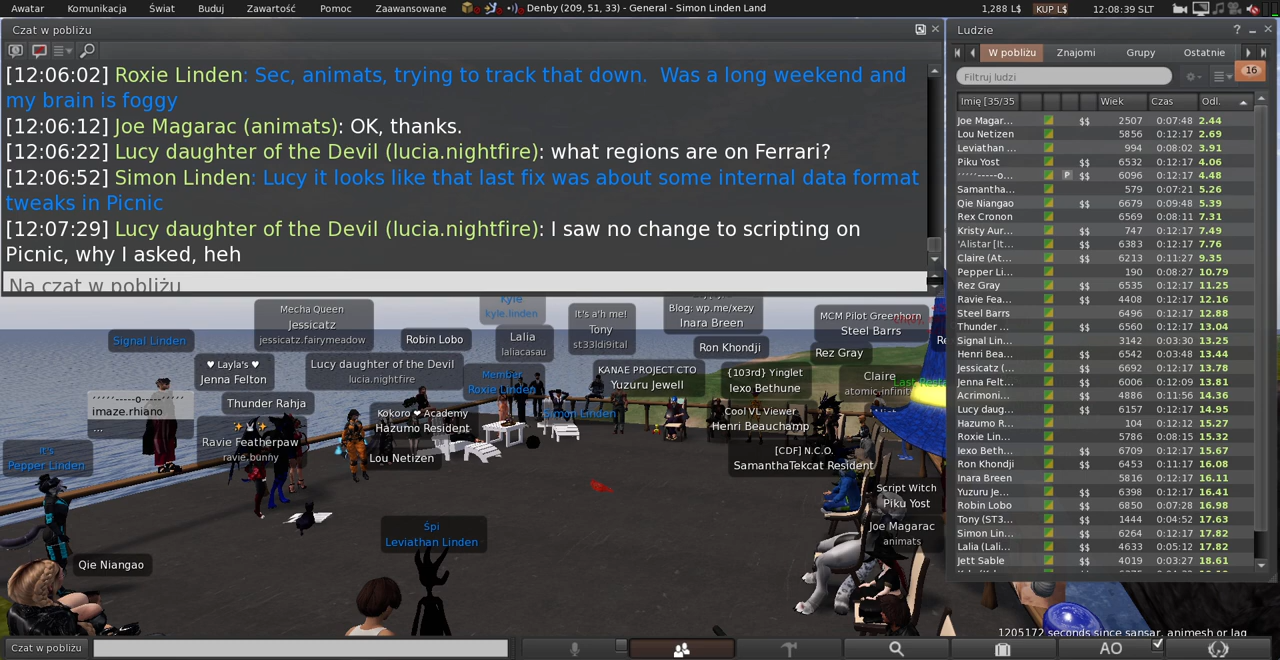 Awatar Komunikacja Świat Buduj Zawartość Pomoc Zaawansowane Denby (209, 51, 33) - General - Simon Linden Land 1,288 L$ KUP L$ 12:08:39 SLT
Czat w pobliżu
[12:06:02] Roxie Linden: Sec, animats, trying to track that down. Was a long weekend and
my brain is foggy
[12:06:12] Joe Magarac (animats): OK, thanks.
[12:06:22] Lucy daughter of the Devil (lucia.nightfire): what regions are on Ferrari?
[12:06:52] Simon Linden: Lucy it looks like that last fix was about some internal data format
tweaks in Picnic
[12:07:29] Lucy daughter of the Devil (lucia.nightfire): I saw no change to scripting on
Picnic, why I asked, heh
Na czat w pobliżu
Ludzie
W pobliżu Znajomi Grupy Ostatnie
Filtruj ludzi
16
Imię [35/35 Wiek Czas Odl.
Joe Magar... $$ 2507 0:07:48 2.44
Lou Netizen 5856 0:12:17 2.69
Leviathan ... 994 0:08:02 3.91
Piku Yost $$ 6532 0:12:17 4.06
´´´´´-----o... P $$ 6096 0:12:17 4.48
Samantha... 579 0:07:21 5.26
Qie Niangao $$ 6679 0:09:48 5.39
Rex Cronon 6569 0:08:11 7.31
Kristy Aur... $$ 747 0:12:17 7.49
'Alistar [It... $$ 6383 0:12:17 7.76
Claire (At... $$ 6213 0:11:27 9.35
Pepper Li... 190 0:08:27 10.79
Rez Gray $$ 6535 0:12:17 11.25
Ravie Fea... $$ 4408 0:12:17 12.16
Steel Barrs 6496 0:12:17 12.88
Thunder ... $$ 6560 0:12:17 13.04
Signal Lin... 3142 0:03:30 13.25
Henri Bea... $$ 6542 0:03:48 13.44
Jessicatz (... $$ 6692 0:12:17 13.78
Jenna Felt... $$ 6006 0:12:09 13.81
Acrimoni... $$ 4886 0:11:56 14.36
Lucy daug... $$ 6157 0:12:17 14.95
Hazumo R... 104 0:12:12 15.27
Roxie Lin... 5786 0:08:15 15.32
Iexo Beth... $$ 6709 0:12:17 15.67
Ron Khondji $$ 6453 0:11:17 16.08
Inara Breen 5816 0:12:17 16.11
Yuzuru Je... $$ 6398 0:12:17 16.41
Robin Lobo $$ 6850 0:07:28 16.98
Tony (ST3... $$ 1444 0:04:52 17.63
Simon Lin... $$ 6264 0:12:17 17.82
Lalia (Lali... $$ 4633 0:05:12 17.82
Jett Sable $$ 4019 0:03:27 18.61
Kyle
kyle.linden
Mecha Queen
Jessicatz
jessicatz.fairymeadow
It's a'h me!
Tony
st33ldi9ital
Blog: wp.me/xezy
Inara Breen
MCM Pilot Greenhorn
Steel Barrs
Signal Linden
Robin Lobo
Lalia
laliacasau
Ron Khondji
Rez Gray
Re
♥ Layla's ♥
Jenna Felton
Lucy daughter of the Devil
lucia.nightfire
Member
Roxie Linden
KANAE PROJECT CTO
Yuzuru Jewell
{103rd} Yinglet
Iexo Bethune
Claire
Thunder Rahja
´´´´´-----o-´´´´´
imaze.rhiano
...
Kokoro ❤ Academy
Hazumo Resident
Simon Linden
Cool VL Viewer
Henri Beauchamp
Ravie Featherpaw
ravie.bunny
Lou Netizen
[CDF] N.C.O.
SamanthaTekcat Resident
It's
Pepper Linden
Script Witch
Piku Yost
Joe Magarac
animats
Śpi
Leviathan Linden
Qie Niangao
1205172 seconds since sansar, animesh or lag
Czat w pobliżu AO